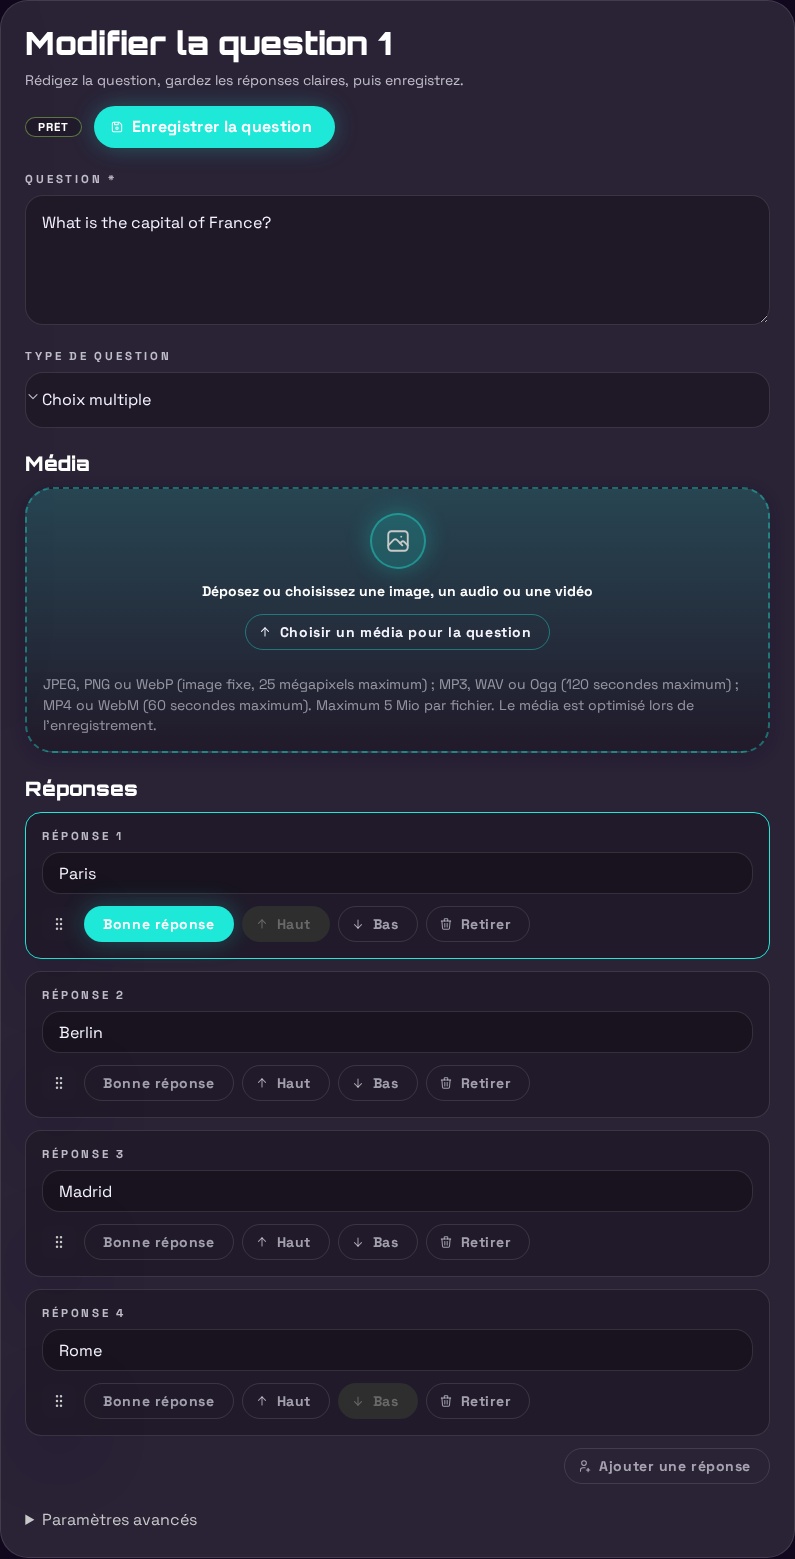 Modifier la question 1
Rédigez la question, gardez les réponses claires, puis enregistrez.
PRET
Enregistrer la question
QUESTION *
What is the capital of France?
TYPE DE QUESTION
Choix multiple
Média
Déposez ou choisissez une image, un audio ou une vidéo
Choisir un média pour la question
JPEG, PNG ou WebP (image fixe, 25 mégapixels maximum) ; MP3, WAV ou Ogg (120 secondes maximum) ;
MP4 ou WebM (60 secondes maximum). Maximum 5 Mio par fichier. Le média est optimisé lors de
l'enregistrement.
Réponses
RÉPONSE 1
Paris
Bonne réponse Haut Bas Retirer
RÉPONSE 2
Berlin
Bonne réponse Haut Bas Retirer
RÉPONSE 3
Madrid
Bonne réponse Haut Bas Retirer
RÉPONSE 4
Rome
Bonne réponse Haut Bas Retirer
Ajouter une réponse
Paramètres avancés